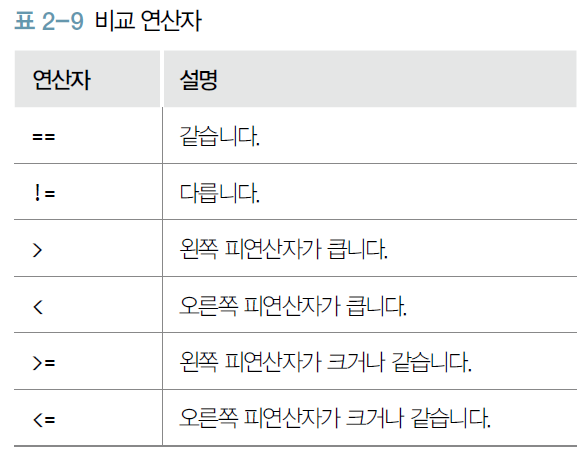 표 2-9 비교 연산자
연산자 설명
== 같습니다.
!= 다릅니다.
> 왼쪽 피연산자가 큽니다.
< 오른쪽 피연산자가 큽니다.
>= 왼쪽 피연산자가 크거나 같습니다.
<= 오른쪽 피연산자가 크거나 같습니다.